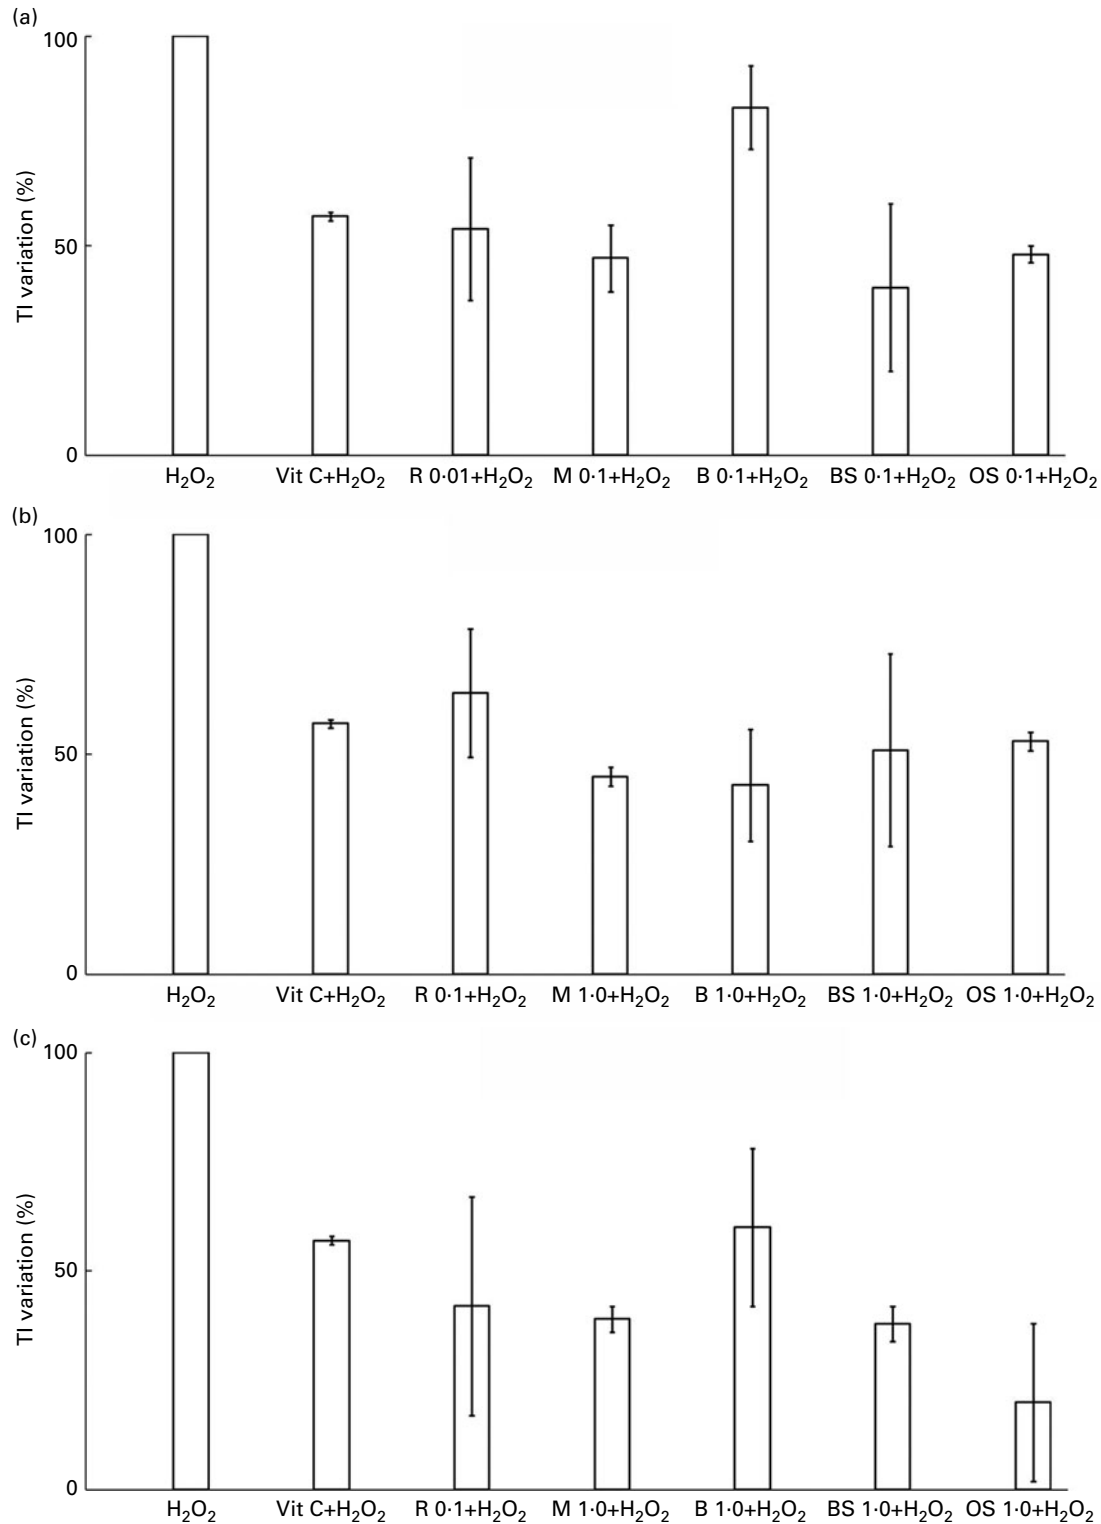 (a)
100
50
0
TI variation (%)
H₂O₂ Vit C+H₂O₂ R 0·01+H₂O₂ M 0·1+H₂O₂ B 0·1+H₂O₂ BS 0·1+H₂O₂ OS 0·1+H₂O₂
(b)
100
50
0
TI variation (%)
H₂O₂ Vit C+H₂O₂ R 0·1+H₂O₂ M 1·0+H₂O₂ B 1·0+H₂O₂ BS 1·0+H₂O₂ OS 1·0+H₂O₂
(c)
100
50
0
TI variation (%)
H₂O₂ Vit C+H₂O₂ R 0·1+H₂O₂ M 1·0+H₂O₂ B 1·0+H₂O₂ BS 1·0+H₂O₂ OS 1·0+H₂O₂